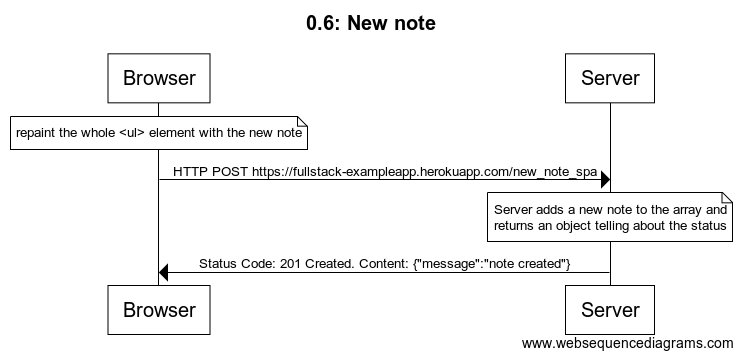 0.6: New note
Browser
Server
repaint the whole <ul> element with the new note
HTTP POST https://fullstack-exampleapp.herokuapp.com/new_note_spa
Server adds a new note to the array and
returns an object telling about the status
Status Code: 201 Created. Content: {"message":"note created"}
Browser
Server
www.websequencediagrams.com